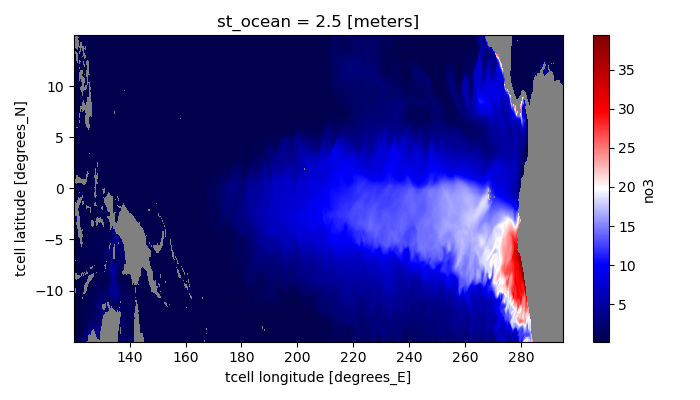 st_ocean = 2.5 [meters]
10
5
0
−5
−10
tcell latitude [degrees_N]
140 160 180 200 220 240 260 280
tcell longitude [degrees_E]
35
30
25
20
15
10
5
no3